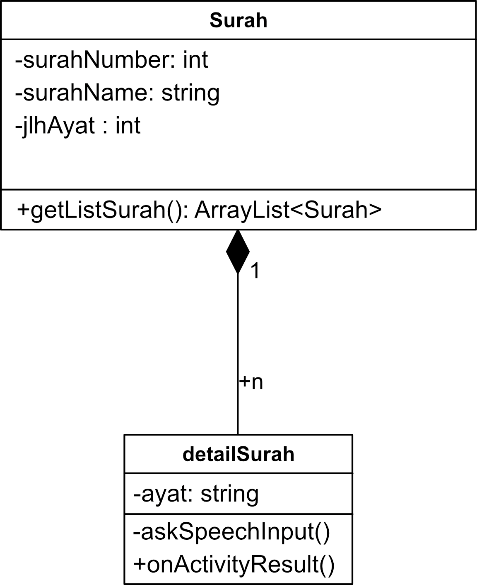 Surah
-surahNumber: int
-surahName: string
-jlhAyat : int
+getListSurah(): ArrayList<Surah>
1
+n
detailSurah
-ayat: string
-askSpeechInput()
+onActivityResult()